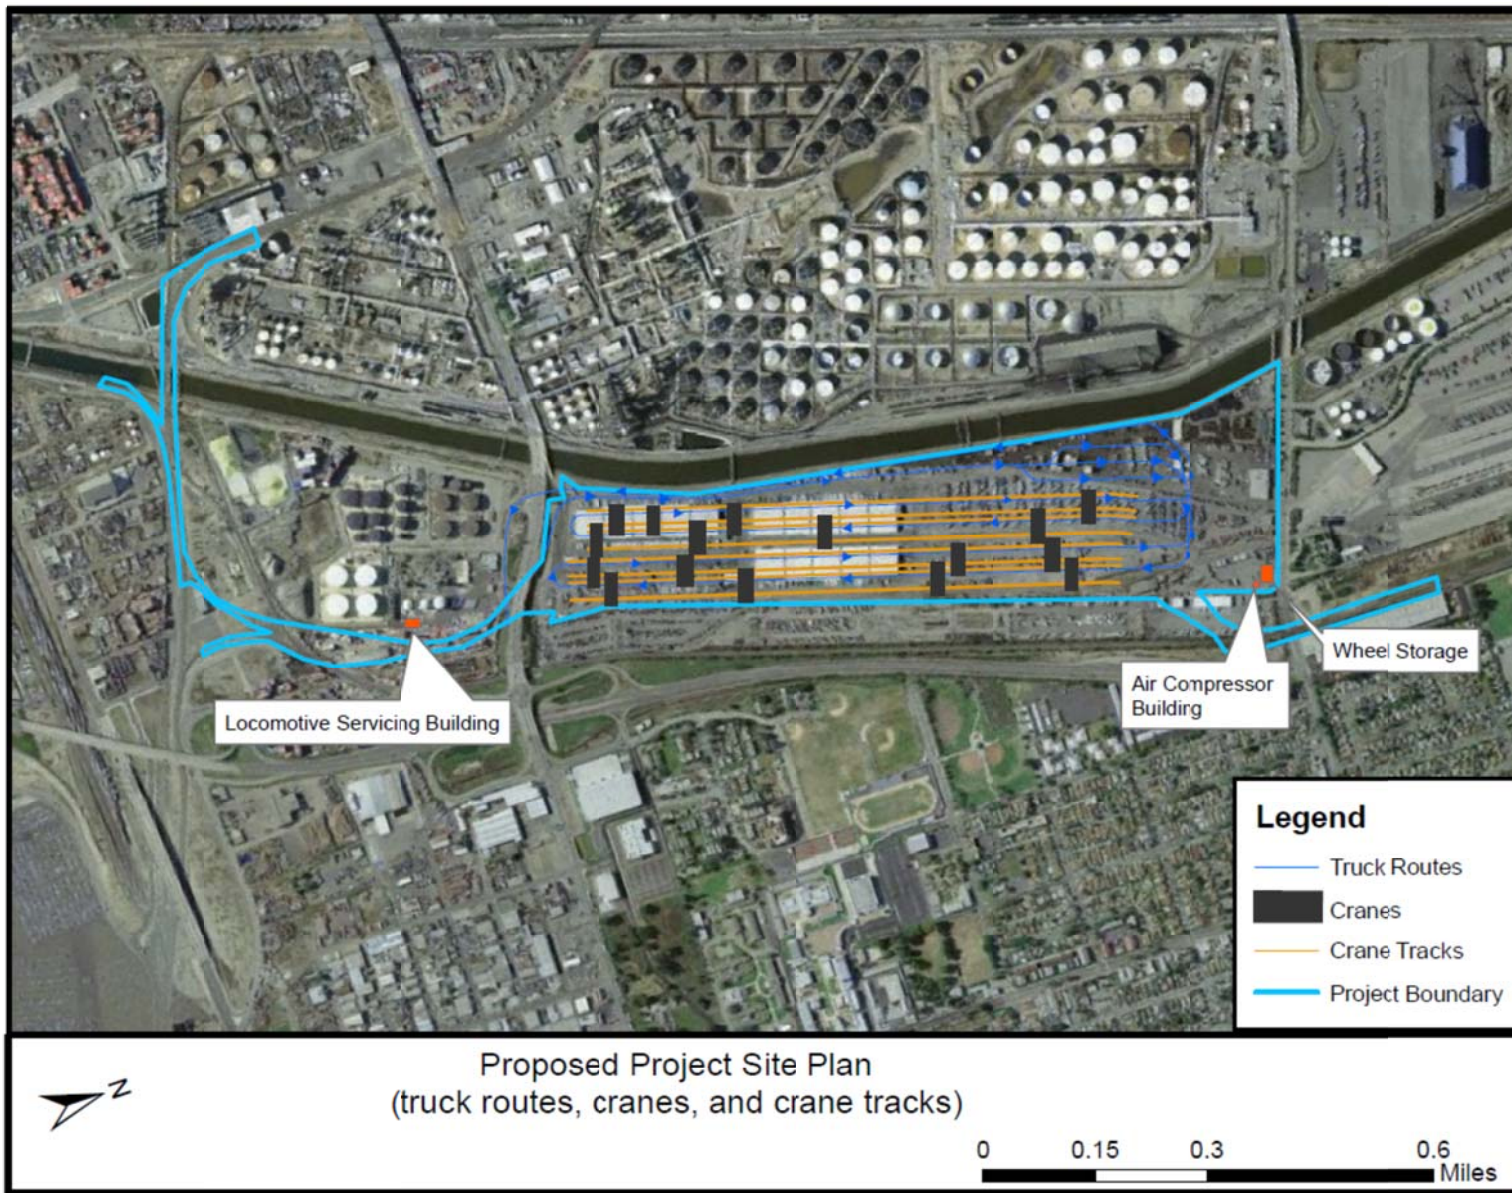 Locomotive Servicing Building
Air Compressor
Building
Wheel Storage
Legend
Truck Routes
Cranes
Crane Tracks
Project Boundary
N
Proposed Project Site Plan
(truck routes, cranes, and crane tracks)
0 0.15 0.3 0.6
Miles